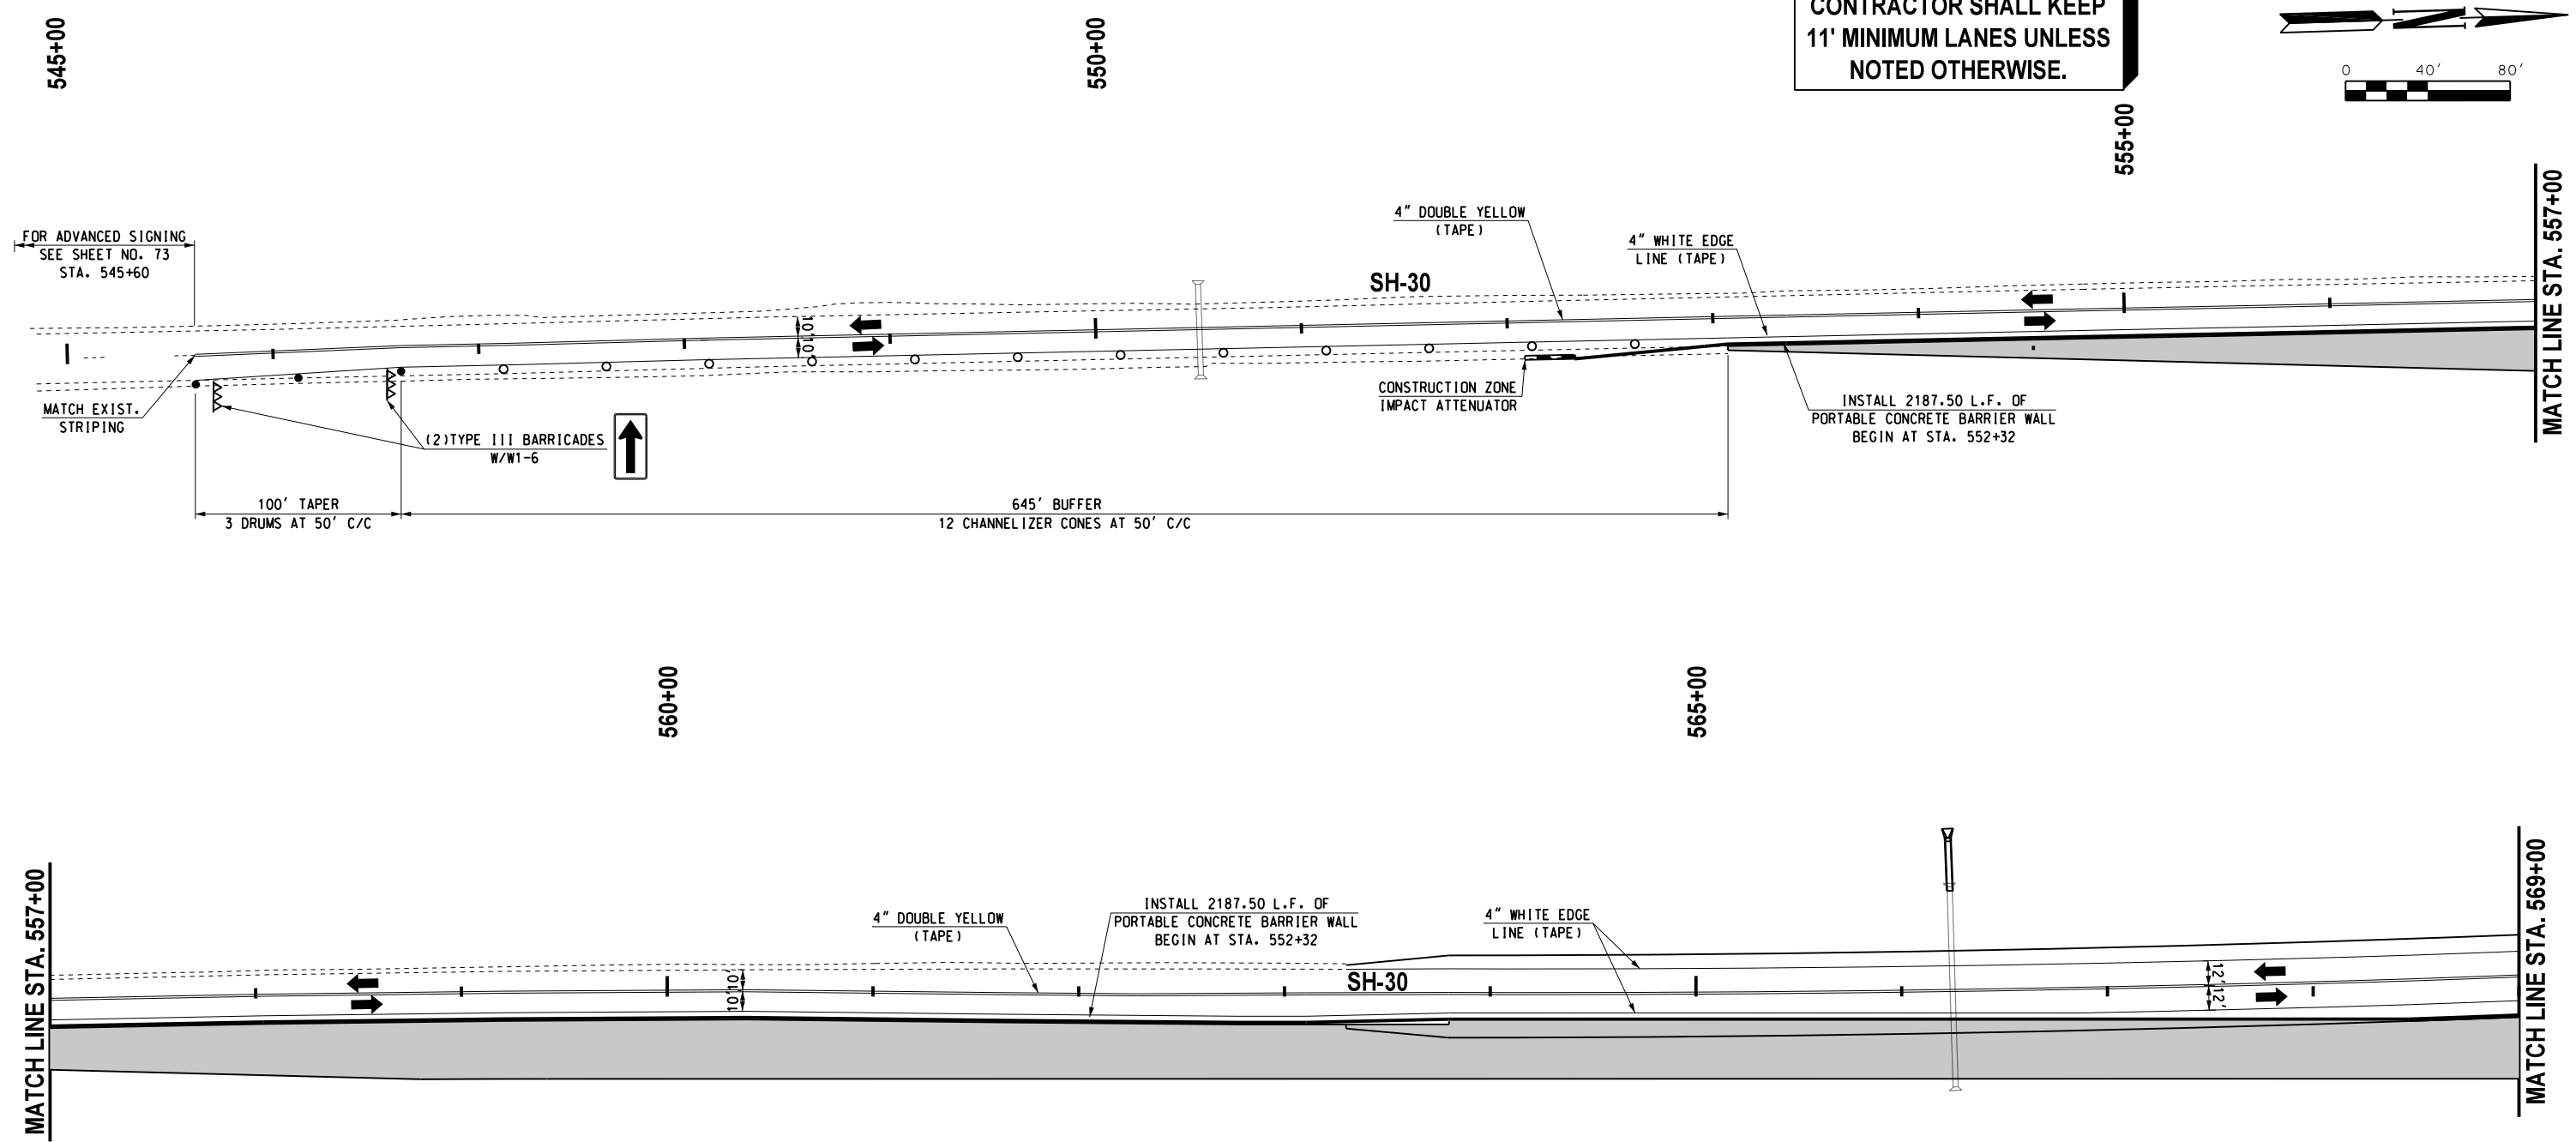 545+00
550+00
CONTRACTOR SHALL KEEP
11' MINIMUM LANES UNLESS
NOTED OTHERWISE.
N
0 40' 80'
555+00
FOR ADVANCED SIGNING
SEE SHEET NO. 73
STA. 545+60
4" DOUBLE YELLOW
(TAPE)
4" WHITE EDGE
LINE (TAPE)
SH-30
10'
10'
MATCH LINE STA. 557+00
MATCH EXIST.
STRIPING
(2)TYPE III BARRICADES
W/W1-6
CONSTRUCTION ZONE
IMPACT ATTENUATOR
INSTALL 2187.50 L.F. OF
PORTABLE CONCRETE BARRIER WALL
BEGIN AT STA. 552+32
100' TAPER
3 DRUMS AT 50' C/C
645' BUFFER
12 CHANNELIZER CONES AT 50' C/C
560+00
565+00
MATCH LINE STA. 557+00
4" DOUBLE YELLOW
(TAPE)
INSTALL 2187.50 L.F. OF
PORTABLE CONCRETE BARRIER WALL
BEGIN AT STA. 552+32
4" WHITE EDGE
LINE (TAPE)
SH-30
10'
10'
12'
12'
MATCH LINE STA. 569+00